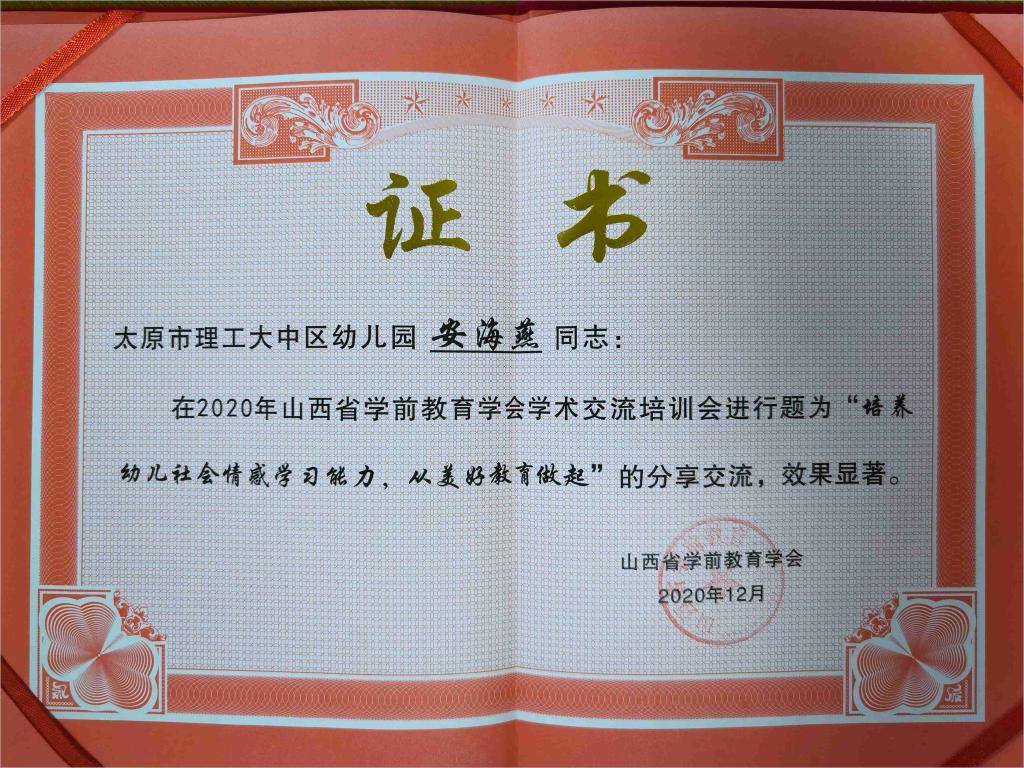 证书
太原市理工大中区幼儿园 安海燕 同志：
在2020年山西省学前教育学会学术交流培训会进行题为“培养
幼儿社会情感学习能力，从美好教育做起”的分享交流，效果显著。
山西省学前教育学会
2020年12月